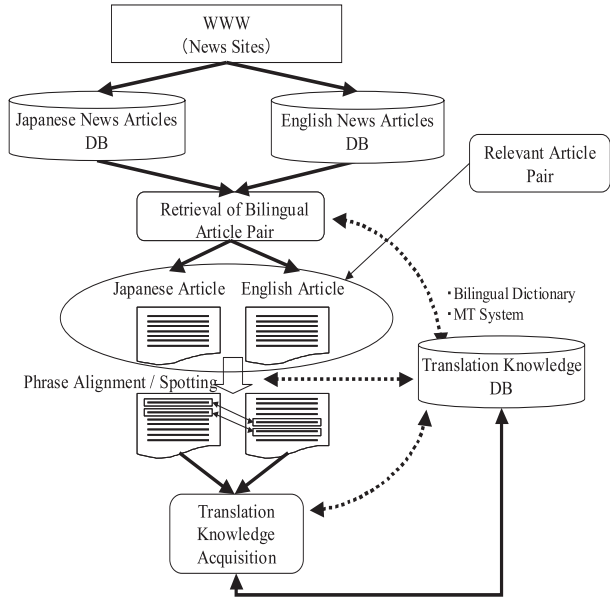 WWW
(News Sites)
Japanese News Articles
DB
English News Articles
DB
Relevant Article
Pair
Retrieval of Bilingual
Article Pair
Japanese Article
English Article
・Bilingual Dictionary
・MT System
Translation Knowledge
DB
Phrase Alignment / Spotting
Translation
Knowledge
Acquisition